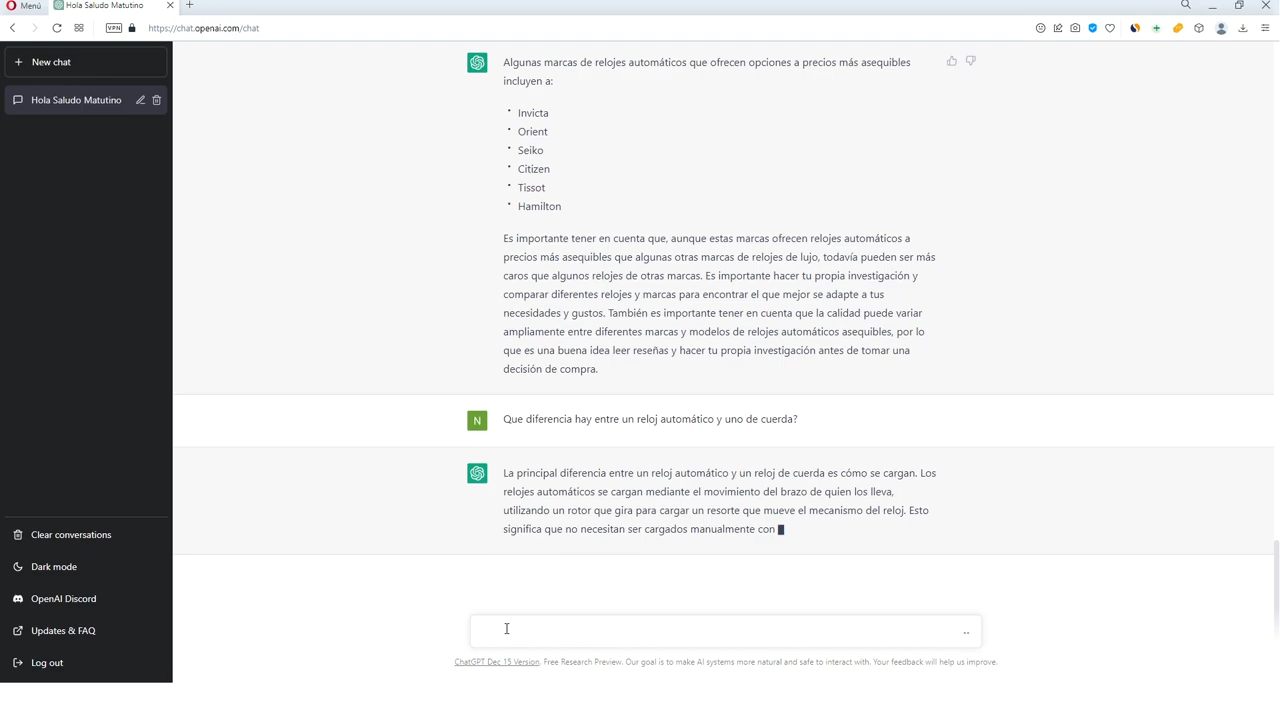 Menú
Hola Saludo Matutino
VPN
https://chat.openai.com/chat
New chat
Hola Saludo Matutino
Algunas marcas de relojes automáticos que ofrecen opciones a precios más asequibles
incluyen a:
Invicta
Orient
Seiko
Citizen
Tissot
Hamilton
Es importante tener en cuenta que, aunque estas marcas ofrecen relojes automáticos a
precios más asequibles que algunas otras marcas de relojes de lujo, todavía pueden ser más
caros que algunos relojes de otras marcas. Es importante hacer tu propia investigación y
comparar diferentes relojes y marcas para encontrar el que mejor se adapte a tus
necesidades y gustos. También es importante tener en cuenta que la calidad puede variar
ampliamente entre diferentes marcas y modelos de relojes automáticos asequibles, por lo
que es una buena idea leer reseñas y hacer tu propia investigación antes de tomar una
decisión de compra.
N
Que diferencia hay entre un reloj automático y uno de cuerda?
La principal diferencia entre un reloj automático y un reloj de cuerda es cómo se cargan. Los
relojes automáticos se cargan mediante el movimiento del brazo de quien los lleva,
utilizando un rotor que gira para cargar un resorte que mueve el mecanismo del reloj. Esto
significa que no necesitan ser cargados manualmente con
Clear conversations
Dark mode
OpenAI Discord
Updates & FAQ
Log out
..
ChatGPT Dec 15 Version. Free Research Preview. Our goal is to make AI systems more natural and safe to interact with. Your feedback will help us improve.